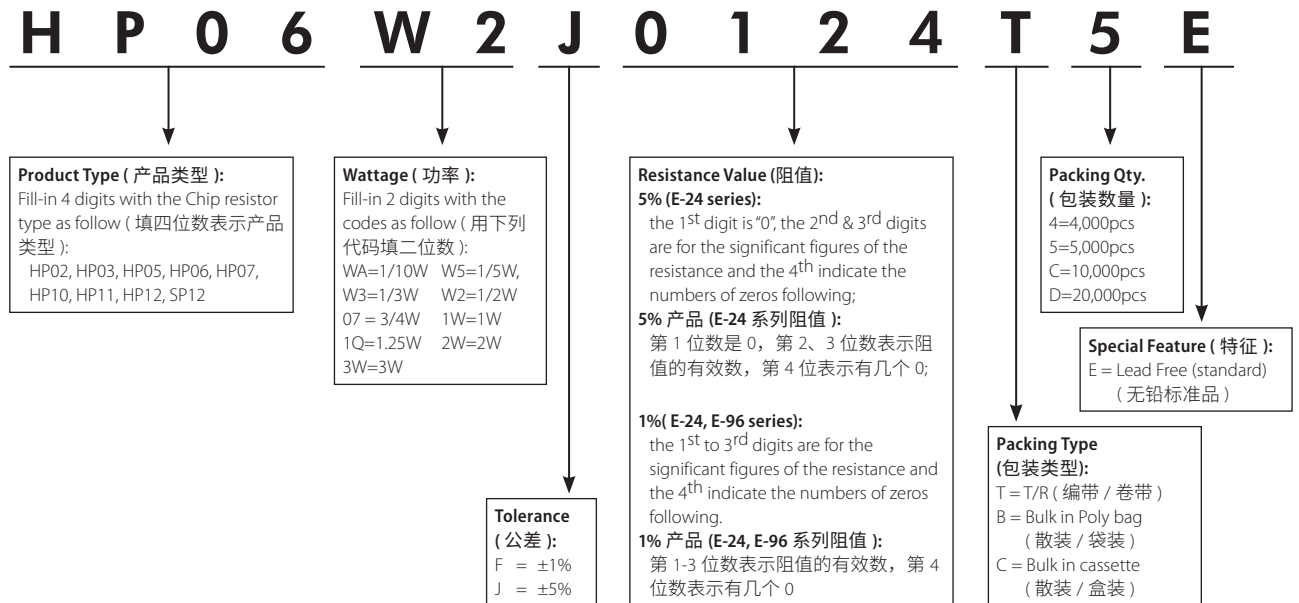 H P 0 6 W 2 J 0 1 2 4 T 5 E
Product Type ( 产品类型 ):
Fill-in 4 digits with the Chip resistor
type as follow ( 填四位数表示产品
类型 ):
HP02, HP03, HP05, HP06, HP07,
HP10, HP11, HP12, SP12
Wattage ( 功率 ):
Fill-in 2 digits with the
codes as follow ( 用下列
代码填二位数 ):
WA=1/10W W5=1/5W,
W3=1/3W W2=1/2W
07 = 3/4W 1W=1W
1Q=1.25W 2W=2W
3W=3W
Tolerance
( 公差 ):
F = ±1%
J = ±5%
Resistance Value (阻值):
5% (E-24 series):
the 1st digit is “0”, the 2nd & 3rd digits
are for the significant figures of the
resistance and the 4th indicate the
numbers of zeros following;
5% 产品 (E-24 系列阻值 ):
第 1 位数是 0，第 2、3 位数表示阻
值的有效数，第 4 位表示有几个 0;
1%( E-24, E-96 series):
the 1st to 3rd digits are for the
significant figures of the resistance and
the 4th indicate the numbers of zeros
following.
1% 产品 (E-24, E-96 系列阻值 ):
第 1-3 位数表示阻值的有效数，第 4
位数表示有几个 0
Packing Qty.
( 包装数量 ):
4=4,000pcs
5=5,000pcs
C=10,000pcs
D=20,000pcs
Special Feature ( 特征 ):
E = Lead Free (standard)
( 无铅标准品 )
Packing Type
(包装类型):
T = T/R ( 编带 / 卷带 )
B = Bulk in Poly bag
( 散装 / 袋装 )
C = Bulk in cassette
( 散装 / 盒装 )